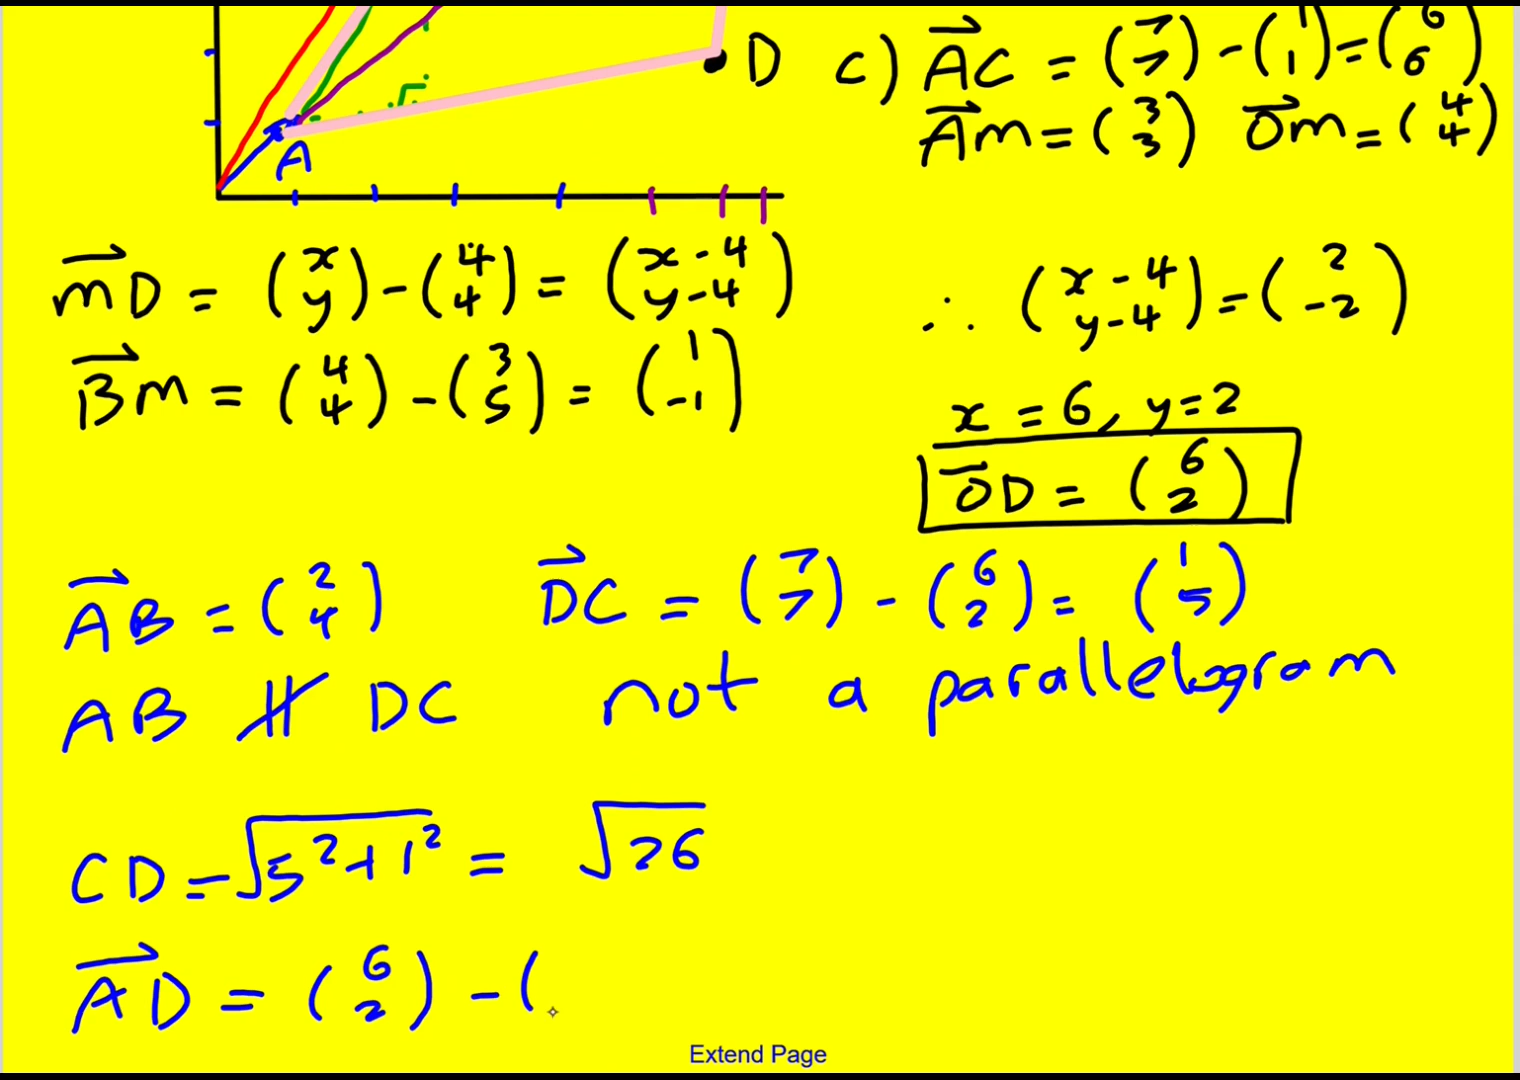 D
A
c) AC = (7 7) - (1 1) = (6 6)
Am = (3 3) Om = (4 4)
mD = (x y) - (4 4) = (x-4 y-4)
Bm = (4 4) - (3 5) = (1 -1)
∴ (x-4 y-4) = (2 -2)
x = 6, y = 2
OD = (6 2)
AB = (2 4) DC = (7 7) - (6 2) = (1 5)
AB ∦ DC not a parallelogram
CD = √5²+1² = √26
AD = (6 2) - (
Extend Page